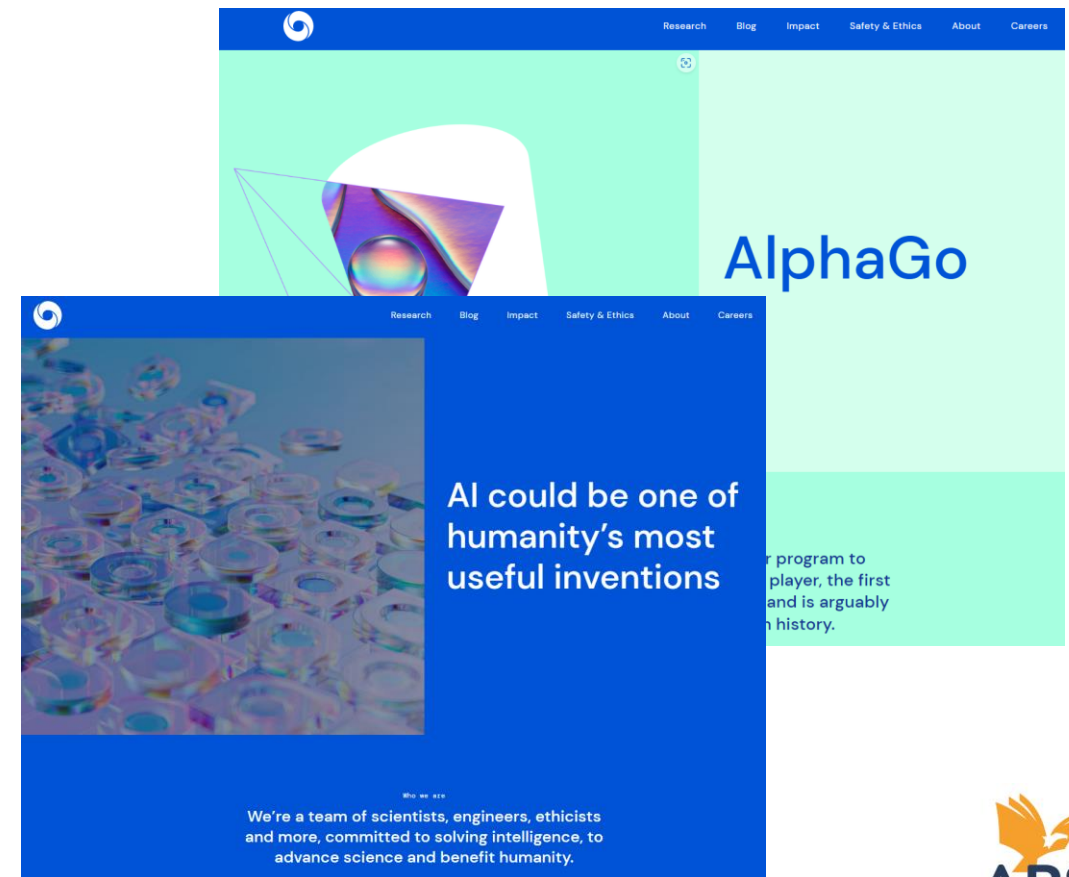 Research Blog Impact Safety & Ethics About Careers
AlphaGo
Research Blog Impact Safety & Ethics About Careers
AI could be one of
humanity's most
useful inventions
program to
player, the first
and is arguably
history.
Who we are
We're a team of scientists, engineers, ethicists
and more, committed to solving intelligence, to
advance science and benefit humanity.